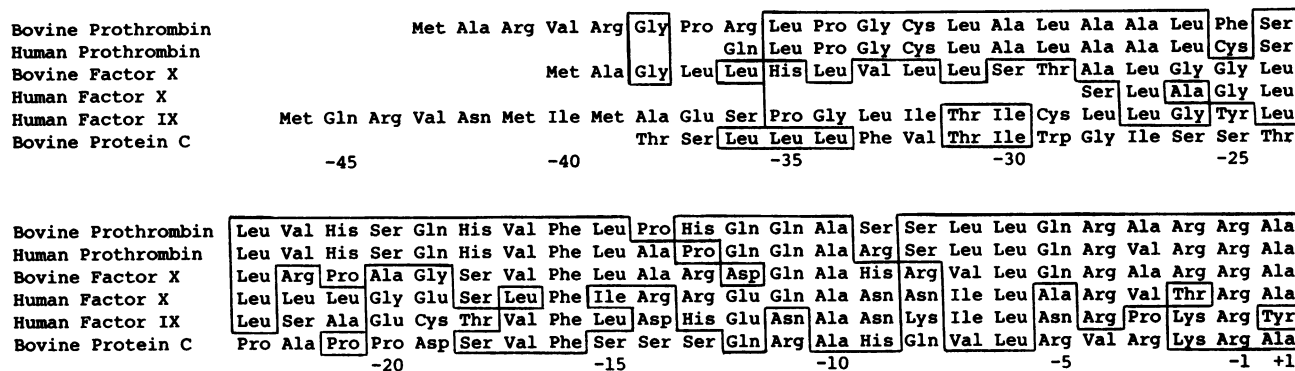 Bovine Prothrombin Met Ala Arg Val Arg Gly Pro Arg Leu Pro Gly Cys Leu Ala Leu Ala Ala Leu Phe Ser
Human Prothrombin Gln Leu Pro Gly Cys Leu Ala Leu Ala Ala Leu Cys Ser
Bovine Factor X Met Ala Gly Leu Leu His Leu Val Leu Leu Ser Thr Ala Leu Gly Gly Leu
Human Factor X Ser Leu Ala Gly Leu
Human Factor IX Met Gln Arg Val Asn Met Ile Met Ala Glu Ser Pro Gly Leu Ile Thr Ile Cys Leu Leu Gly Tyr Leu
Bovine Protein C Thr Ser Leu Leu Leu Phe Val Thr Ile Trp Gly Ile Ser Ser Thr
-45 -40 -35 -30 -25
Bovine Prothrombin Leu Val His Ser Gln His Val Phe Leu Pro His Gln Gln Ala Ser Ser Leu Leu Gln Arg Ala Arg Arg Ala
Human Prothrombin Leu Val His Ser Gln His Val Phe Leu Ala Pro Gln Gln Ala Arg Ser Leu Leu Gln Arg Val Arg Arg Ala
Bovine Factor X Leu Arg Pro Ala Gly Ser Val Phe Leu Ala Arg Asp Gln Ala His Arg Val Leu Gln Arg Ala Arg Arg Ala
Human Factor X Leu Leu Leu Gly Glu Ser Leu Phe Ile Arg Arg Glu Gln Ala Asn Asn Ile Leu Ala Arg Val Thr Arg Ala
Human Factor IX Leu Ser Ala Glu Cys Thr Val Phe Leu Asp His Glu Asn Ala Asn Lys Ile Leu Asn Arg Pro Lys Arg Tyr
Bovine Protein C Pro Ala Pro Pro Asp Ser Val Phe Ser Ser Ser Gln Arg Ala His Gln Val Leu Arg Val Arg Lys Arg Ala
-20 -15 -10 -5 -1 +1